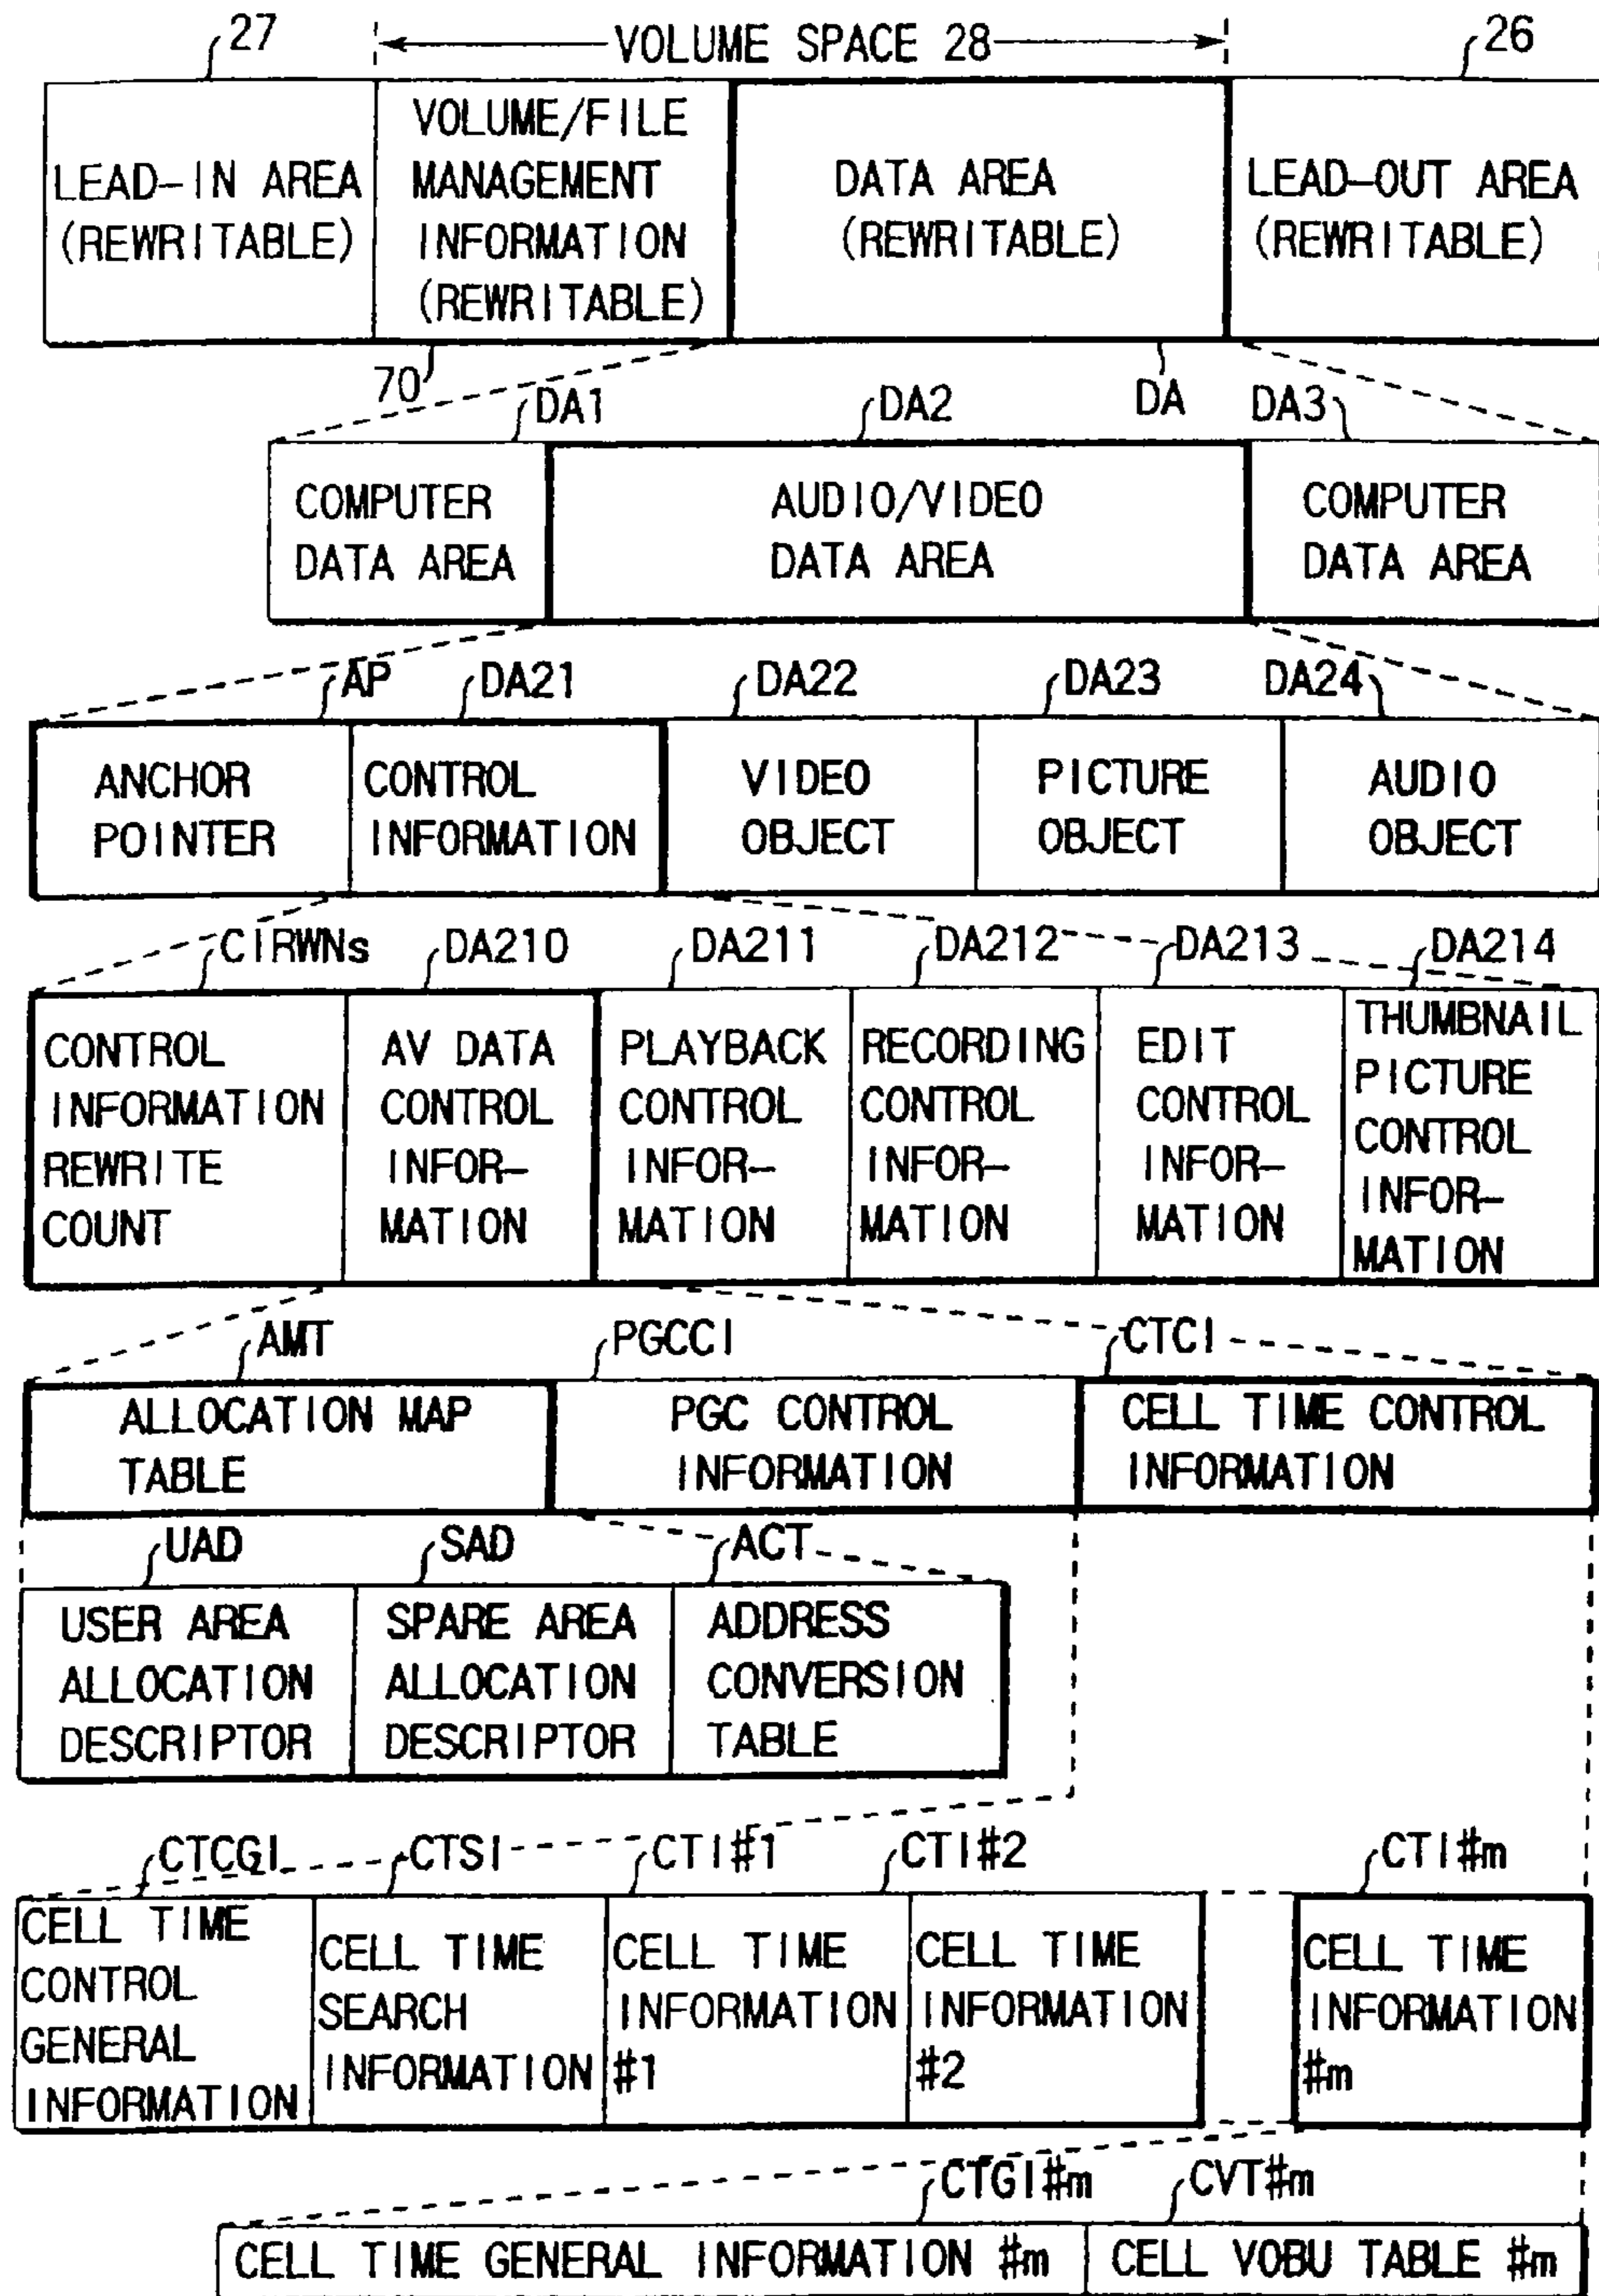 27
VOLUME SPACE 28
26
LEAD-IN AREA
(REWRITABLE)
VOLUME/FILE
MANAGEMENT
INFORMATION
(REWRITABLE)
DATA AREA
(REWRITABLE)
LEAD-OUT AREA
(REWRITABLE)
70
DA1
DA2
DA
DA3
COMPUTER
DATA AREA
AUDIO/VIDEO
DATA AREA
COMPUTER
DATA AREA
AP
DA21
DA22
DA23
DA24
ANCHOR
POINTER
CONTROL
INFORMATION
VIDEO
OBJECT
PICTURE
OBJECT
AUDIO
OBJECT
CIRWNs
DA210
DA211
DA212
DA213
DA214
CONTROL
INFORMATION
REWRITE
COUNT
AV DATA
CONTROL
INFOR-
MATION
PLAYBACK
CONTROL
INFOR-
MATION
RECORDING
CONTROL
INFOR-
MATION
EDIT
CONTROL
INFOR-
MATION
THUMBNAIL
PICTURE
CONTROL
INFOR-
MATION
AMT
PGCCI
CTCI
ALLOCATION MAP
TABLE
PGC CONTROL
INFORMATION
CELL TIME CONTROL
INFORMATION
UAD
SAD
ACT
USER AREA
ALLOCATION
DESCRIPTOR
SPARE AREA
ALLOCATION
DESCRIPTOR
ADDRESS
CONVERSION
TABLE
CTCGI
CTSI
CTI#1
CTI#2
CTI#m
CELL TIME
CONTROL
GENERAL
INFORMATION
CELL TIME
SEARCH
INFORMATION
CELL TIME
INFORMATION
#1
CELL TIME
INFORMATION
#2
CELL TIME
INFORMATION
#m
CTGI#m
CVT#m
CELL TIME GENERAL INFORMATION #m
CELL VOBU TABLE #m